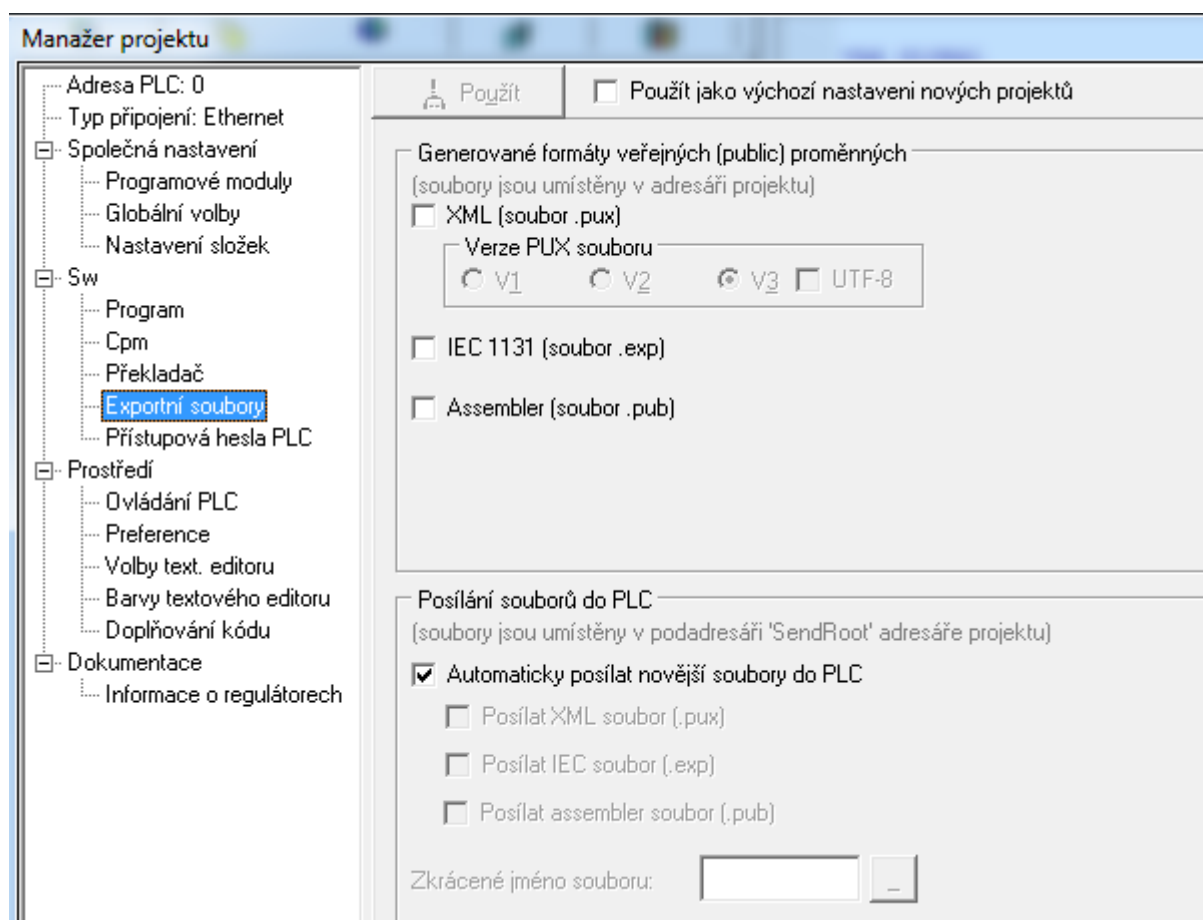 Manažer projektu
Adresa PLC: 0
Typ připojení: Ethernet
Společná nastavení
Programové moduly
Globální volby
Nastavení složek
Sw
Program
Cpm
Překladač
Exportní soubory
Přístupová hesla PLC
Prostředí
Ovládání PLC
Preference
Volby text. editoru
Barvy textového editoru
Doplňování kódu
Dokumentace
Informace o regulátorech
Použít
Použít jako výchozí nastaveni nových projektů
Generované formáty veřejných (public) proměnných
(soubory jsou umístěny v adresáři projektu)
XML (soubor .pux)
Verze PUX souboru
V1 V2 V3 UTF-8
IEC 1131 (soubor .exp)
Assembler (soubor .pub)
Posílání souborů do PLC
(soubory jsou umístěny v podadresáři 'SendRoot' adresáře projektu)
Automaticky posílat novější soubory do PLC
Posílat XML soubor (.pux)
Posílat IEC soubor (.exp)
Posílat assembler soubor (.pub)
Zkrácené jméno souboru:
_